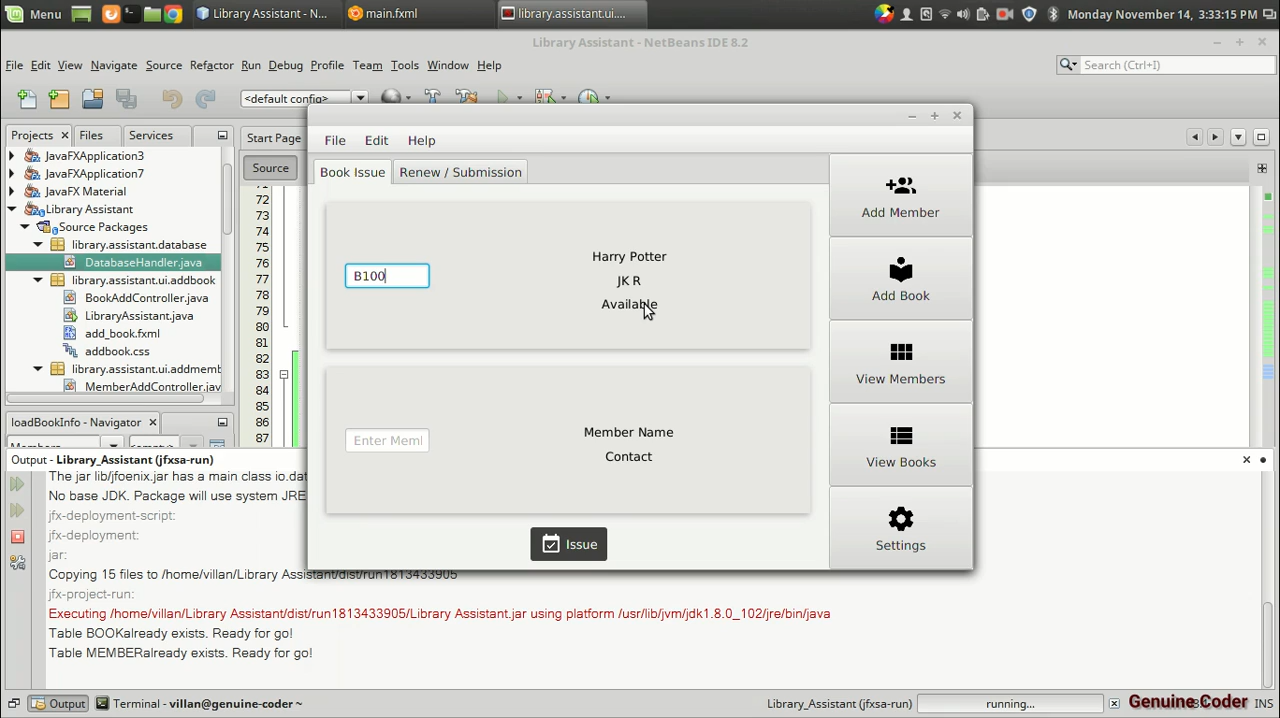 Menu
Library Assistant - N...
main.fxml
library.assistant.ui....
Monday November 14, 3:33:15 PM
Library Assistant - NetBeans IDE 8.2
File Edit View Navigate Source Refactor Run Debug Profile Team Tools Window Help
Search (Ctrl+I)
<default config>
Projects Files Services
Start Page
Source
JavaFXApplication3
JavaFXApplication7
JavaFX Material
Library Assistant
Source Packages
library.assistant.database
DatabaseHandler.java
library.assistant.ui.addbook
BookAddController.java
LibraryAssistant.java
add_book.fxml
addbook.css
library.assistant.ui.addmemb
MemberAddController.jav
loadBookInfo - Navigator
72
73
74
75
76
77
78
79
80
81
82
83
84
85
86
87
File Edit Help
Book Issue Renew / Submission
B100
Harry Potter
JK R
Available
Enter Meml
Member Name
Contact
Issue
Add Member
Add Book
View Members
View Books
Settings
Output - Library_Assistant (jfxsa-run)
The jar lib/jfoenix.jar has a main class io.dat
No base JDK. Package will use system JRE
jfx-deployment-script:
jfx-deployment:
jar:
Copying 15 files to /home/villan/Library Assistant/dist/run1813433905
jfx-project-run:
Executing /home/villan/Library Assistant/dist/run1813433905/Library Assistant.jar using platform /usr/lib/jvm/jdk1.8.0_102/jre/bin/java
Table BOOKalready exists. Ready for go!
Table MEMBERalready exists. Ready for go!
Output
Terminal - villan@genuine-coder ~
Library_Assistant (jfxsa-run)
running...
Genuine Coder
INS